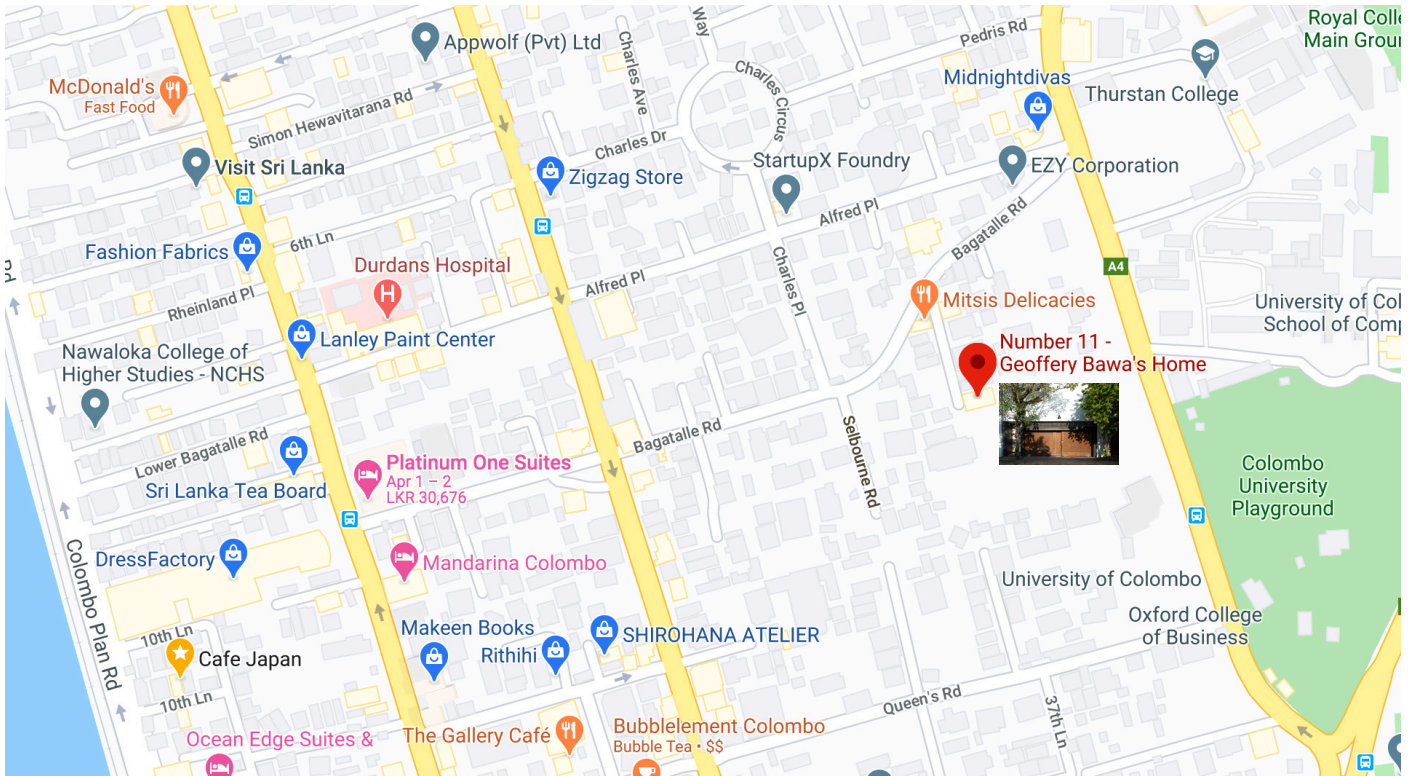 Appwolf (Pvt) Ltd
McDonald's
Fast Food
Simon Hewavitarana Rd
Charles Ave
Way
Charles Circus
Pedris Rd
Midnightdivas
Royal Colle
Main Groun
Thurstan College
Visit Sri Lanka
Charles Dr
Zigzag Store
StartupX Foundry
EZY Corporation
Alfred Pl
Bagatalle Rd
6th Ln
Fashion Fabrics
Durdans Hospital
Rheinland Pl
Alfred Pl
Charles Pl
A4
Mitsis Delicacies
University of Col
School of Comp
Lanley Paint Center
Nawaloka College of
Higher Studies - NCHS
Number 11 -
Geoffery Bawa's Home
Lower Bagatalle Rd
Bagatalle Rd
Selbourne Rd
Platinum One Suites
Apr 1 – 2
LKR 30,676
Sri Lanka Tea Board
Colombo
University
Playground
DressFactory
Mandarina Colombo
University of Colombo
Oxford College
of Business
Colombo Plan Rd
10th Ln
Cafe Japan
Makeen Books
Rithihi
SHIROHANA ATELIER
10th Ln
Queen's Rd
37th Ln
Ocean Edge Suites &
The Gallery Café
Bubblelement Colombo
Bubble Tea • $$